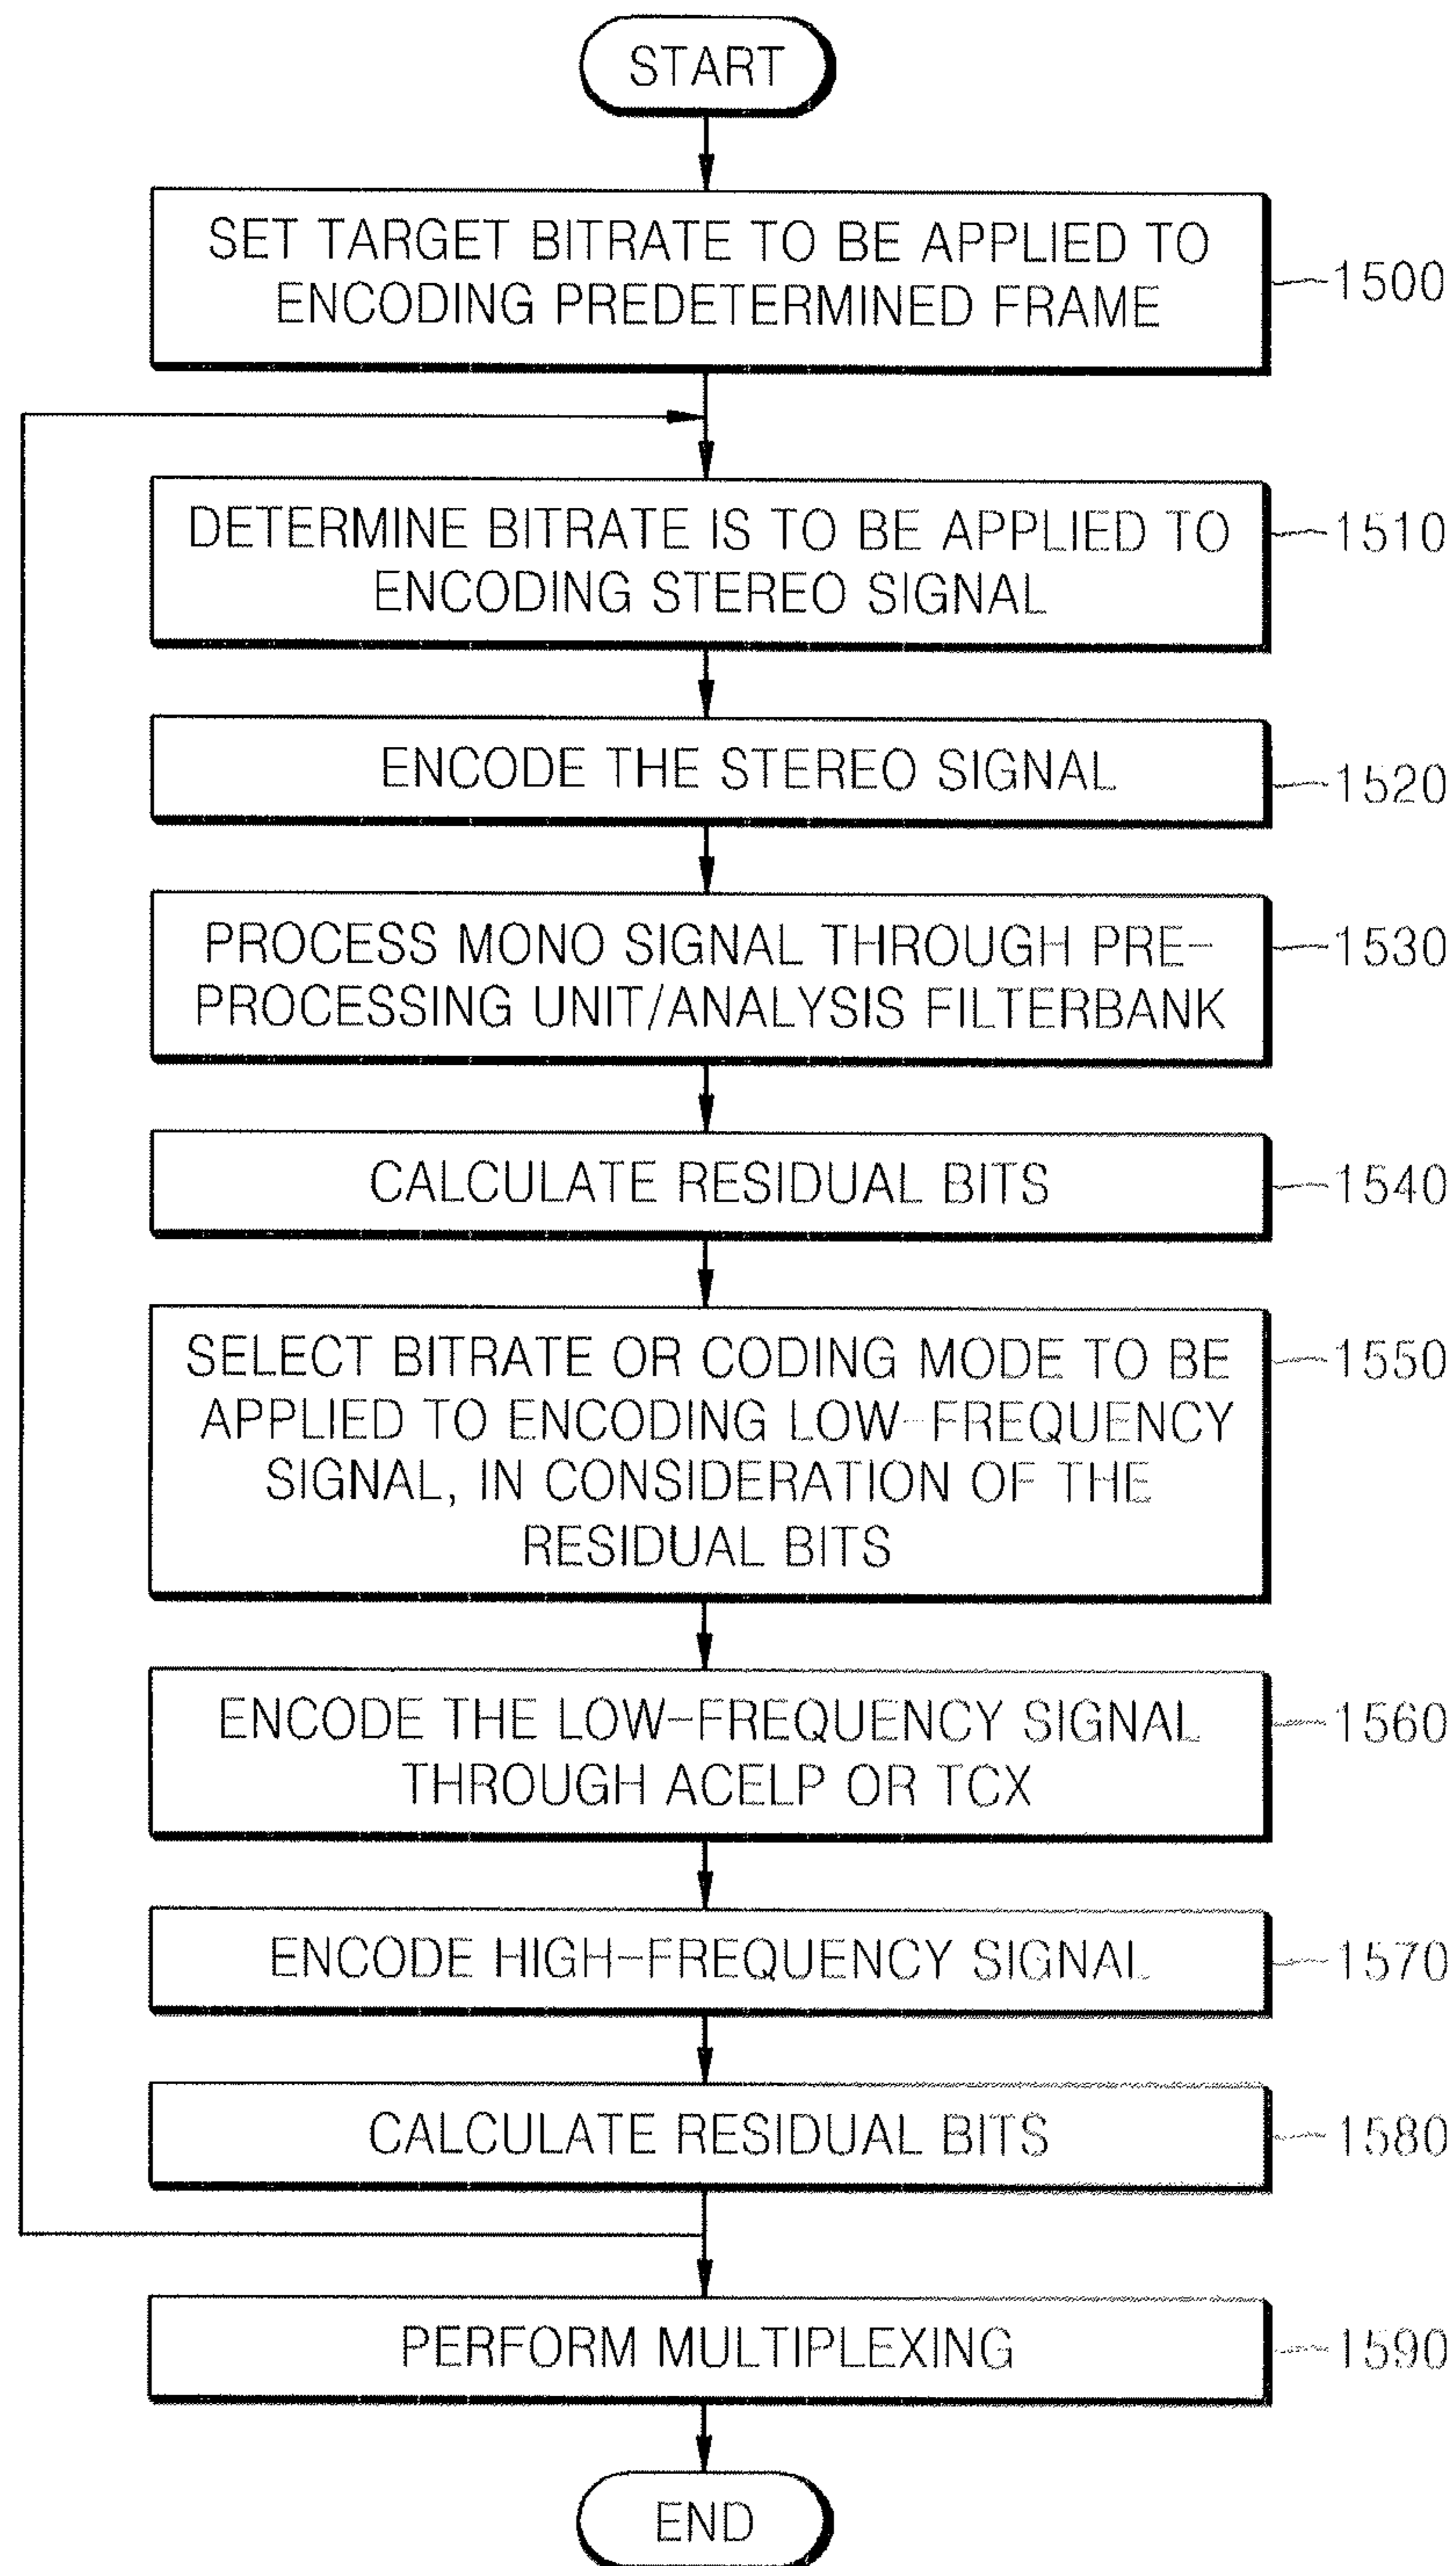 START
SET TARGET BITRATE TO BE APPLIED TO
ENCODING PREDETERMINED FRAME
1500
DETERMINE BITRATE IS TO BE APPLIED TO
ENCODING STEREO SIGNAL
1510
ENCODE THE STEREO SIGNAL
1520
PROCESS MONO SIGNAL THROUGH PRE-
PROCESSING UNIT/ANALYSIS FILTERBANK
1530
CALCULATE RESIDUAL BITS
1540
SELECT BITRATE OR CODING MODE TO BE
APPLIED TO ENCODING LOW-FREQUENCY
SIGNAL, IN CONSIDERATION OF THE
RESIDUAL BITS
1550
ENCODE THE LOW-FREQUENCY SIGNAL
THROUGH ACELP OR TCX
1560
ENCODE HIGH-FREQUENCY SIGNAL
1570
CALCULATE RESIDUAL BITS
1580
PERFORM MULTIPLEXING
1590
END